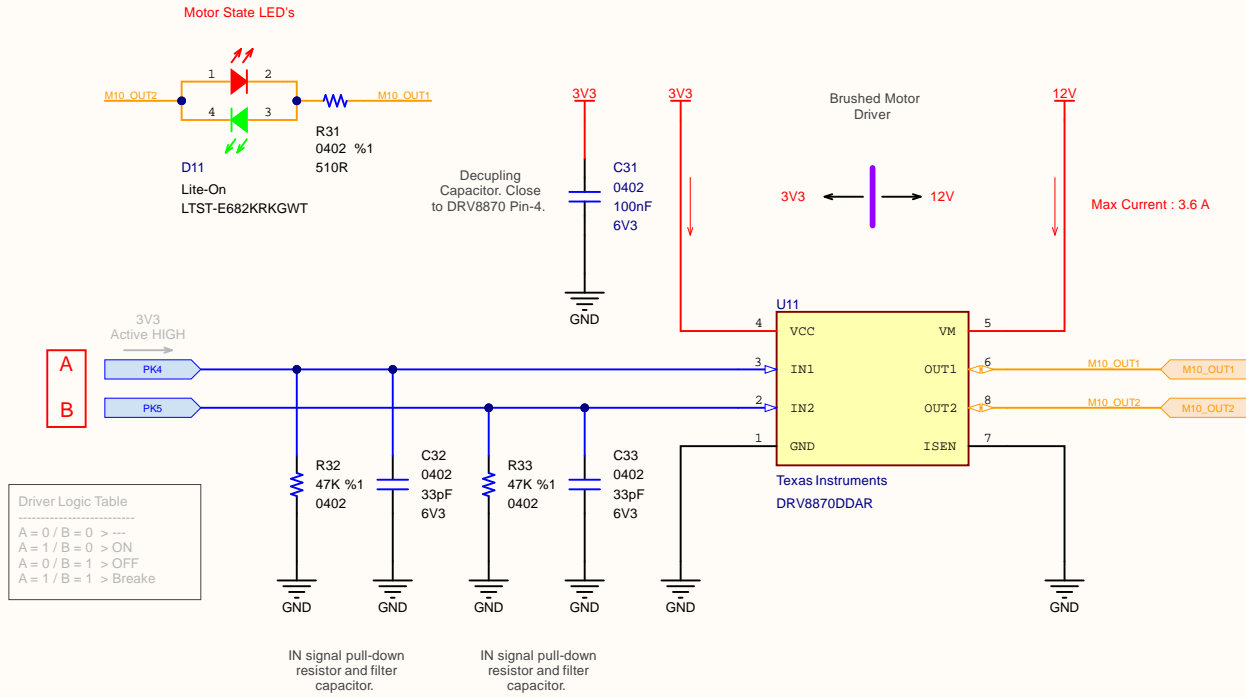 Motor State LED's
1
2
M10_OUT2
M10_OUT1
4
3
R31
0402 %1
510R
D11
Lite-On
LTST-E682KRKGWT
3V3
Decupling
Capacitor. Close
to DRV8870 Pin-4.
C31
0402
100nF
6V3
GND
3V3
12V
Brushed Motor
Driver
3V3
12V
Max Current : 3.6 A
U11
4
VCC
VM
5
3
IN1
OUT1
6
2
IN2
OUT2
8
1
GND
ISEN
7
Texas Instruments
DRV8870DDAR
M10_OUT1
M10_OUT1
M10_OUT2
M10_OUT2
3V3
Active HIGH
A
PK4
B
PK5
R32
47K %1
0402
C32
0402
33pF
6V3
R33
47K %1
0402
C33
0402
33pF
6V3
GND
GND
GND
GND
GND
GND
Driver Logic Table
--------------------------
A = 0 / B = 0 > ---
A = 1 / B = 0 > ON
A = 0 / B = 1 > OFF
A = 1 / B = 1 > Breake
IN signal pull-down
resistor and filter
capacitor.
IN signal pull-down
resistor and filter
capacitor.